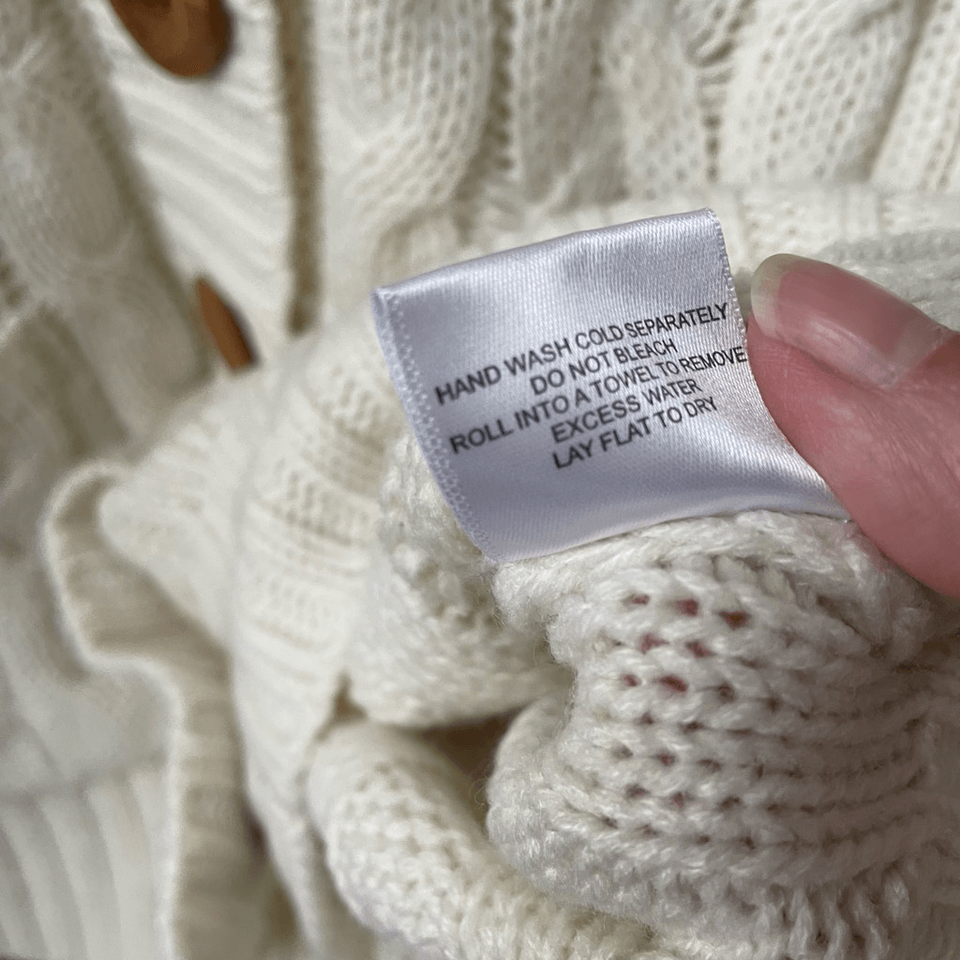 HAND WASH COLD SEPARATELY
DO NOT BLEACH
ROLL INTO A TOWEL TO REMOVE
EXCESS WATER
LAY FLAT TO DRY